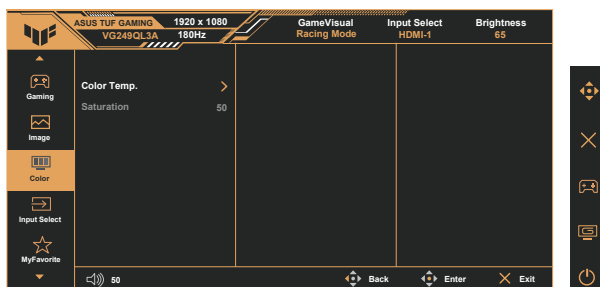 ASUS TUF GAMING 1920 x 1080 GameVisual Input Select Brightness
VG249QL3A 180Hz Racing Mode HDMI-1 65
Gaming
Image
Color
Input Select
MyFavorite
Color Temp.
Saturation 50
50 Back Enter Exit